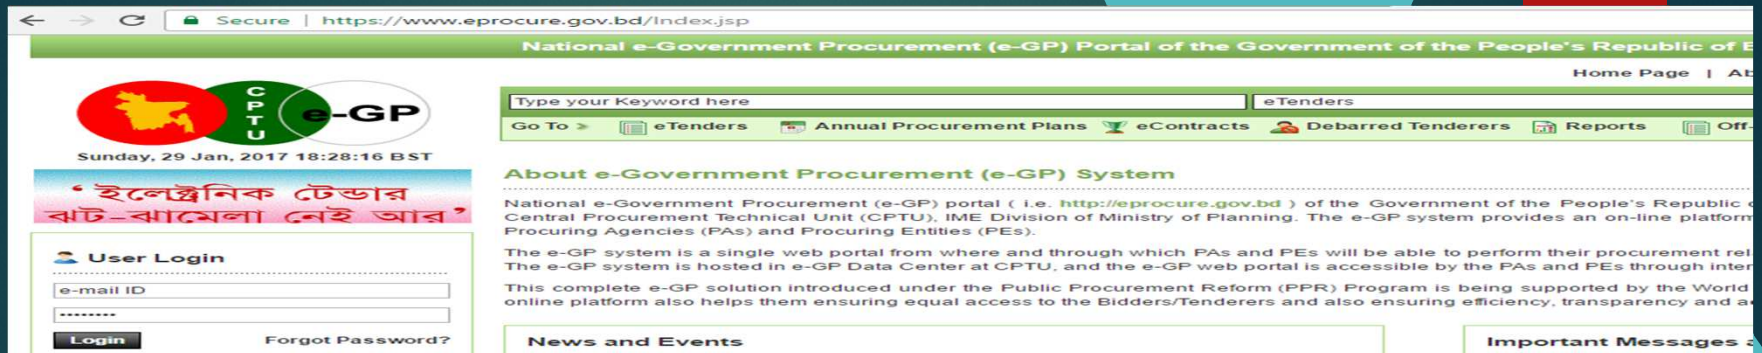 Secure | https://www.eprocure.gov.bd/Index.jsp
National e-Government Procurement (e-GP) Portal of the Government of the People's Republic of
Home Page |
CPTU
e-GP
Type your Keyword here
eTenders
Go To > eTenders Annual Procurement Plans eContracts Debarred Tenderers Reports
Sunday, 29 Jan, 2017 18:28:16 BST
‘ইলেক্ট্রনিক টেন্ডার
ঝট-ঝামেলা নেই আর’
User Login
e-mail ID
••••••••
Login
Forgot Password?
About e-Government Procurement (e-GP) System
National e-Government Procurement (e-GP) portal ( i.e. http://eprocure.gov.bd ) of the Government of the People's Republic
Central Procurement Technical Unit (CPTU), IME Division of Ministry of Planning. The e-GP system provides an on-line platform
Procuring Agencies (PAs) and Procuring Entities (PEs).
The e-GP system is a single web portal from where and through which PAs and PEs will be able to perform their procurement
The e-GP system is hosted in e-GP Data Center at CPTU, and the e-GP web portal is accessible by the PAs and PEs through
This complete e-GP solution introduced under the Public Procurement Reform (PPR) Program is being supported by the World
online platform also helps them ensuring equal access to the Bidders/Tenderers and also ensuring efficiency, transparency and
News and Events
Important Messages